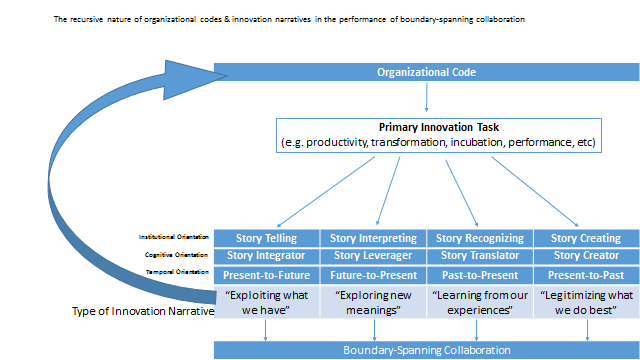 The recursive nature of organizational codes & innovation narratives in the performance of boundary-spanning collaboration
Organizational Code
Primary Innovation Task
(e.g. productivity, transformation, incubation, performance, etc)
Institutional Orientation Story Telling Story Interpreting Story Recognizing Story Creating
Cognitive Orientation Story Integrator Story Leverager Story Translator Story Creator
Temporal Orientation Present-to-Future Future-to-Present Past-to-Present Present-to-Past
Type of Innovation Narrative
“Exploiting what
we have”
“Exploring new
meanings”
“Learning from our
experiences”
“Legitimizing what
we do best”
Boundary-Spanning Collaboration